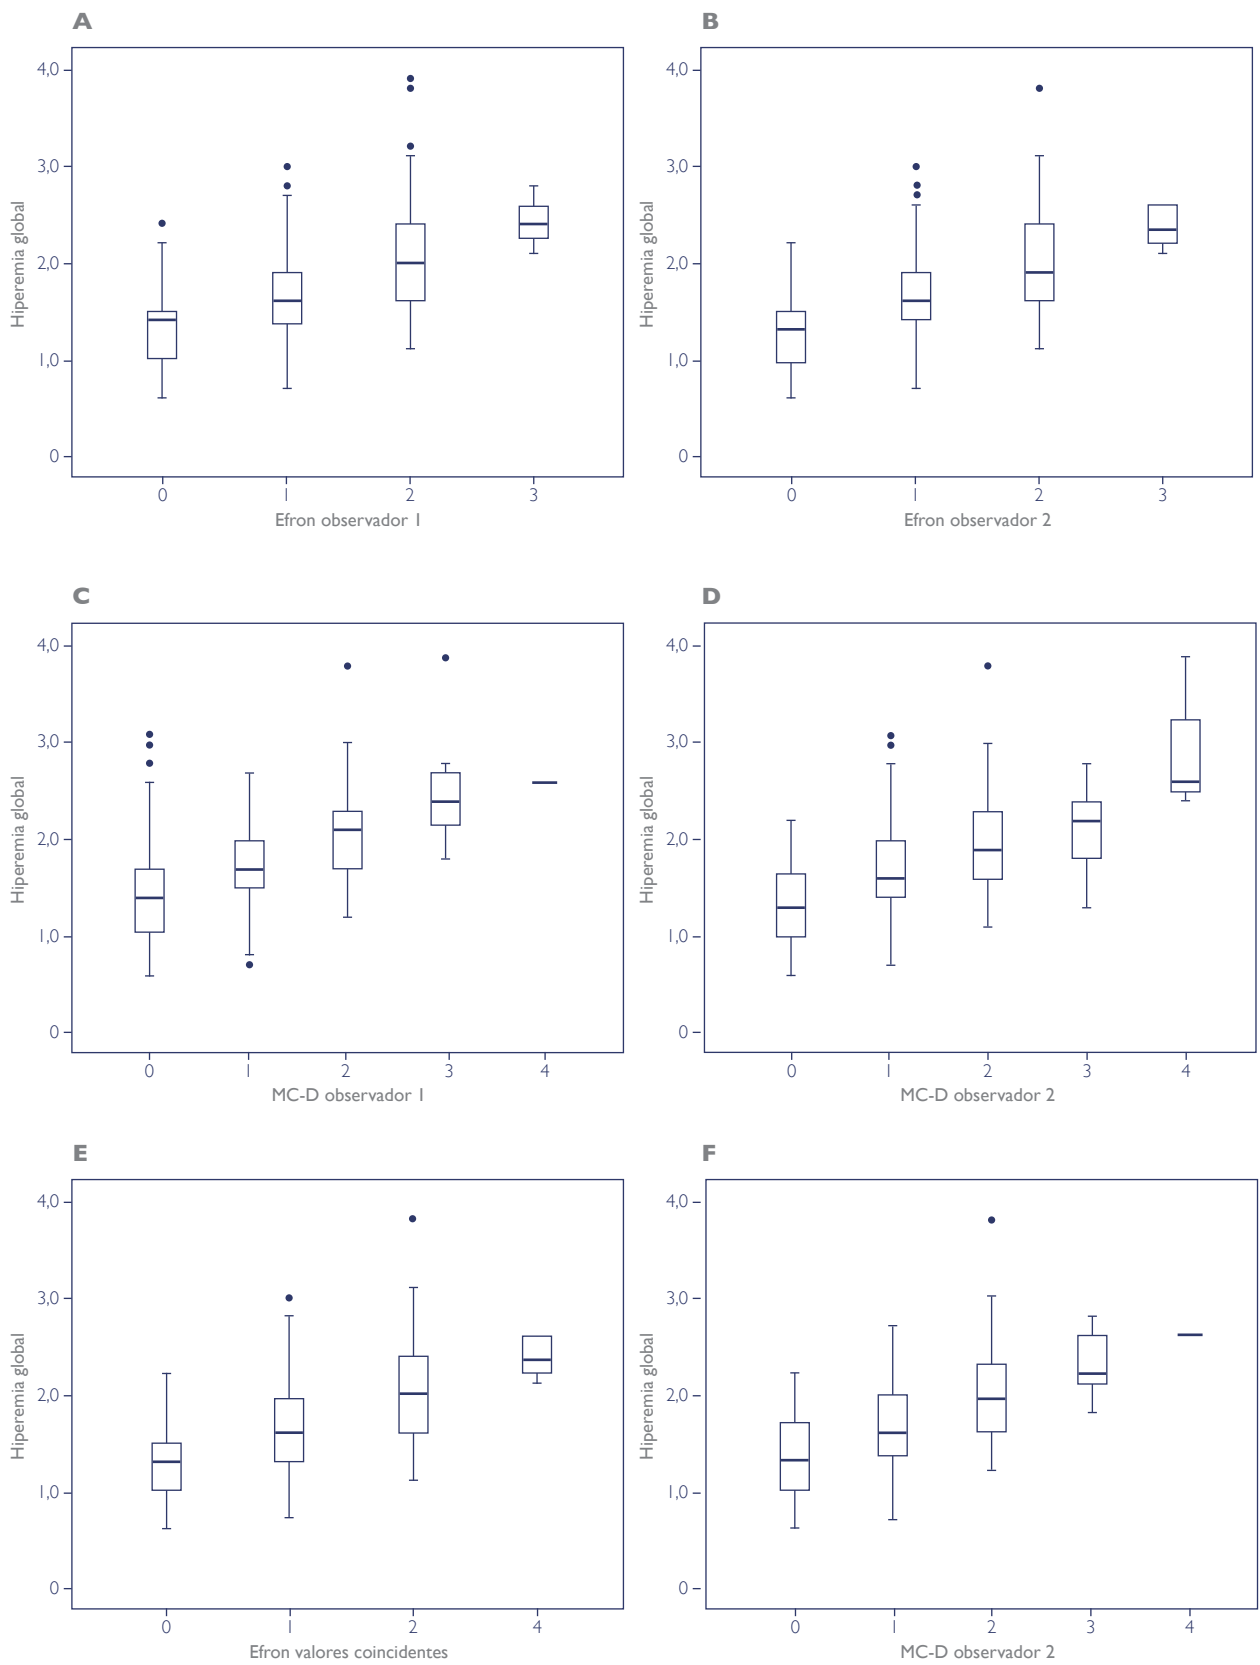 A
4,0
3,0
2,0
1,0
0
Hiperemia global
0 1 2 3
Efron observador 1
B
4,0
3,0
2,0
1,0
0
Hiperemia global
0 1 2 3
Efron observador 2
C
4,0
3,0
2,0
1,0
0
Hiperemia global
0 1 2 3 4
MC-D observador 1
D
4,0
3,0
2,0
1,0
0
Hiperemia global
0 1 2 3 4
MC-D observador 2
E
4,0
3,0
2,0
1,0
0
Hiperemia global
0 1 2 4
Efron valores coincidentes
F
4,0
3,0
2,0
1,0
0
Hiperemia global
0 1 2 3 4
MC-D observador 2